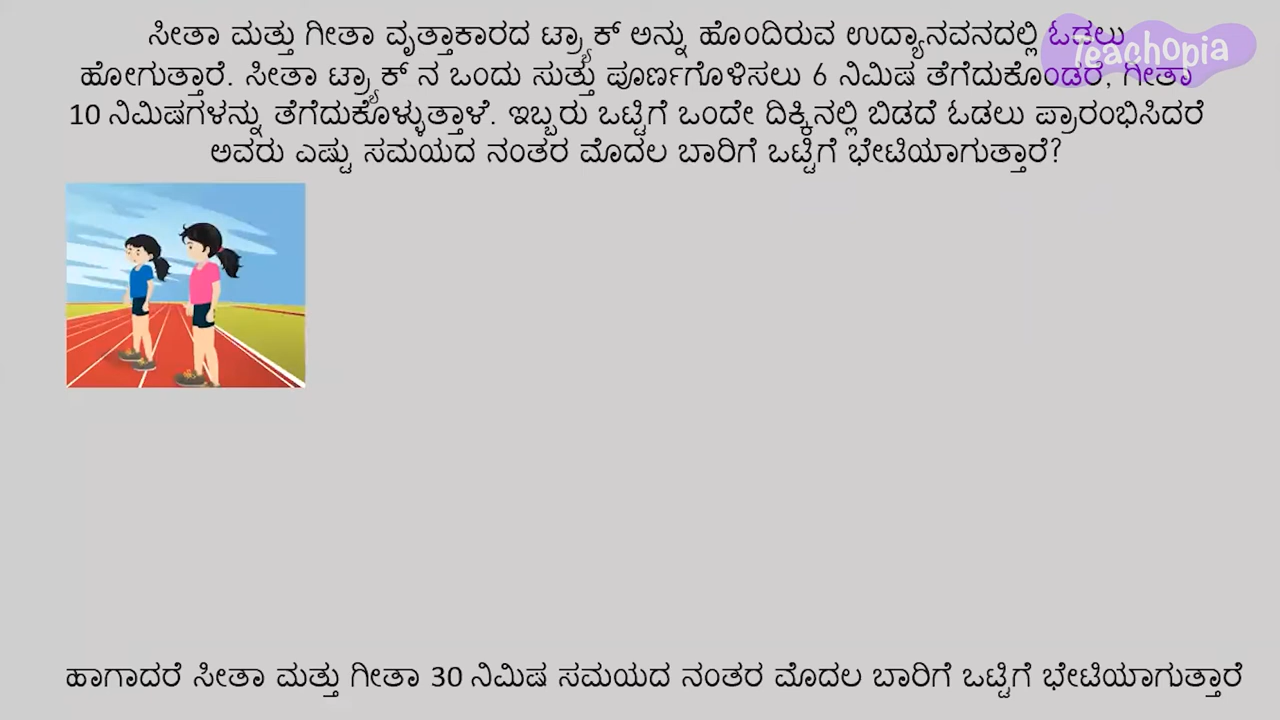 ಸೀತಾ ಮತ್ತು ಗೀತಾ ವೃತ್ತಾಕಾರದ ಟ್ರ್ಯಾಕ್ ಅನ್ನು ಹೊಂದಿರುವ ಉದ್ಯಾನವನದಲ್ಲಿ ಓಡಲು
Teachopia
ಹೋಗುತ್ತಾರೆ. ಸೀತಾ ಟ್ರ್ಯಾಕ್ ನ ಒಂದು ಸುತ್ತು ಪೂರ್ಣಗೊಳಿಸಲು 6 ನಿಮಿಷ ತೆಗೆದುಕೊಂಡರೆ, ಗೀತಾ
10 ನಿಮಿಷಗಳನ್ನು ತೆಗೆದುಕೊಳ್ಳುತ್ತಾಳೆ. ಇಬ್ಬರು ಒಟ್ಟಿಗೆ ಒಂದೇ ದಿಕ್ಕಿನಲ್ಲಿ ಬಿಡದೆ ಓಡಲು ಪ್ರಾರಂಭಿಸಿದರೆ
ಅವರು ಎಷ್ಟು ಸಮಯದ ನಂತರ ಮೊದಲ ಬಾರಿಗೆ ಒಟ್ಟಿಗೆ ಭೇಟಿಯಾಗುತ್ತಾರೆ?
ಹಾಗಾದರೆ ಸೀತಾ ಮತ್ತು ಗೀತಾ 30 ನಿಮಿಷ ಸಮಯದ ನಂತರ ಮೊದಲ ಬಾರಿಗೆ ಒಟ್ಟಿಗೆ ಭೇಟಿಯಾಗುತ್ತಾರೆ